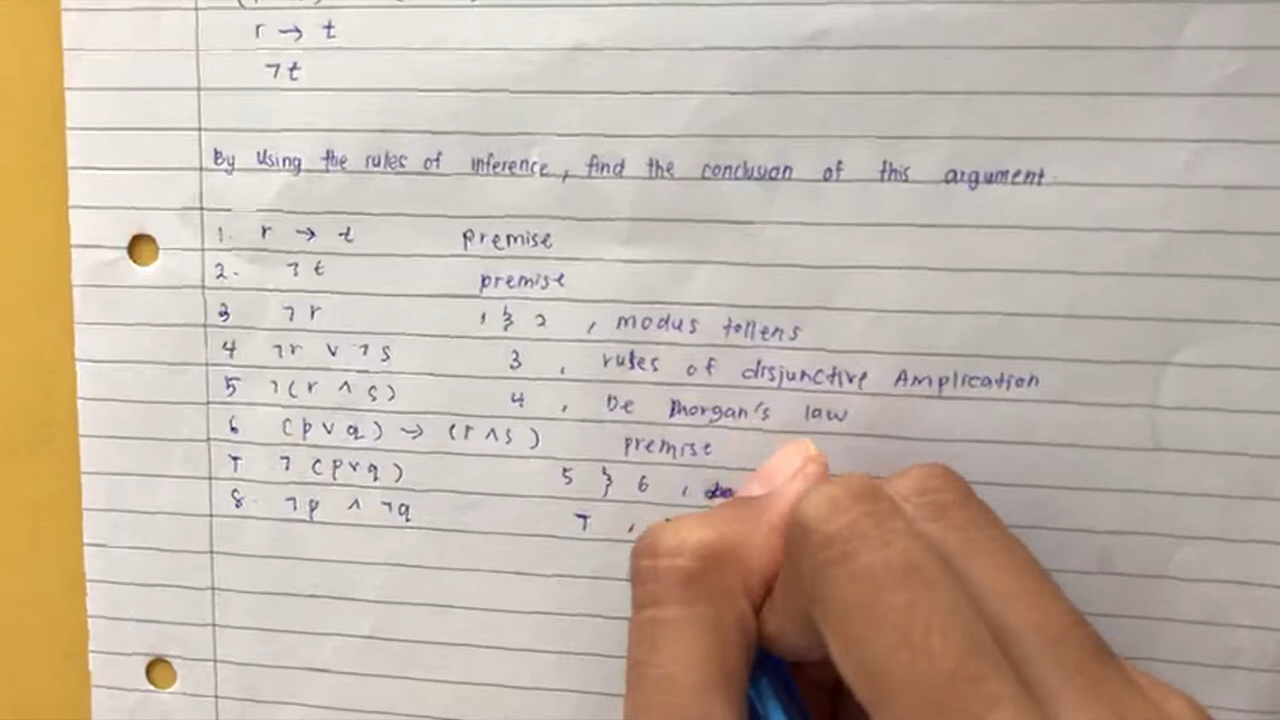 r → t
¬t
By using the rules of inference, find the conclusion of this argument.
1. r → t premise
2. ¬t premise
3 ¬r 1 & 2 , modus tollens
4 ¬r ∨ ¬s 3 , rules of disjunctive Amplication
5 ¬(r ∧ s) 4 , De Morgan's law
6 (p ∨ q) → (r ∧ s) premise
7 ¬(p ∨ q) 5 & 6 ,
8. ¬p ∧ ¬q 7 ,